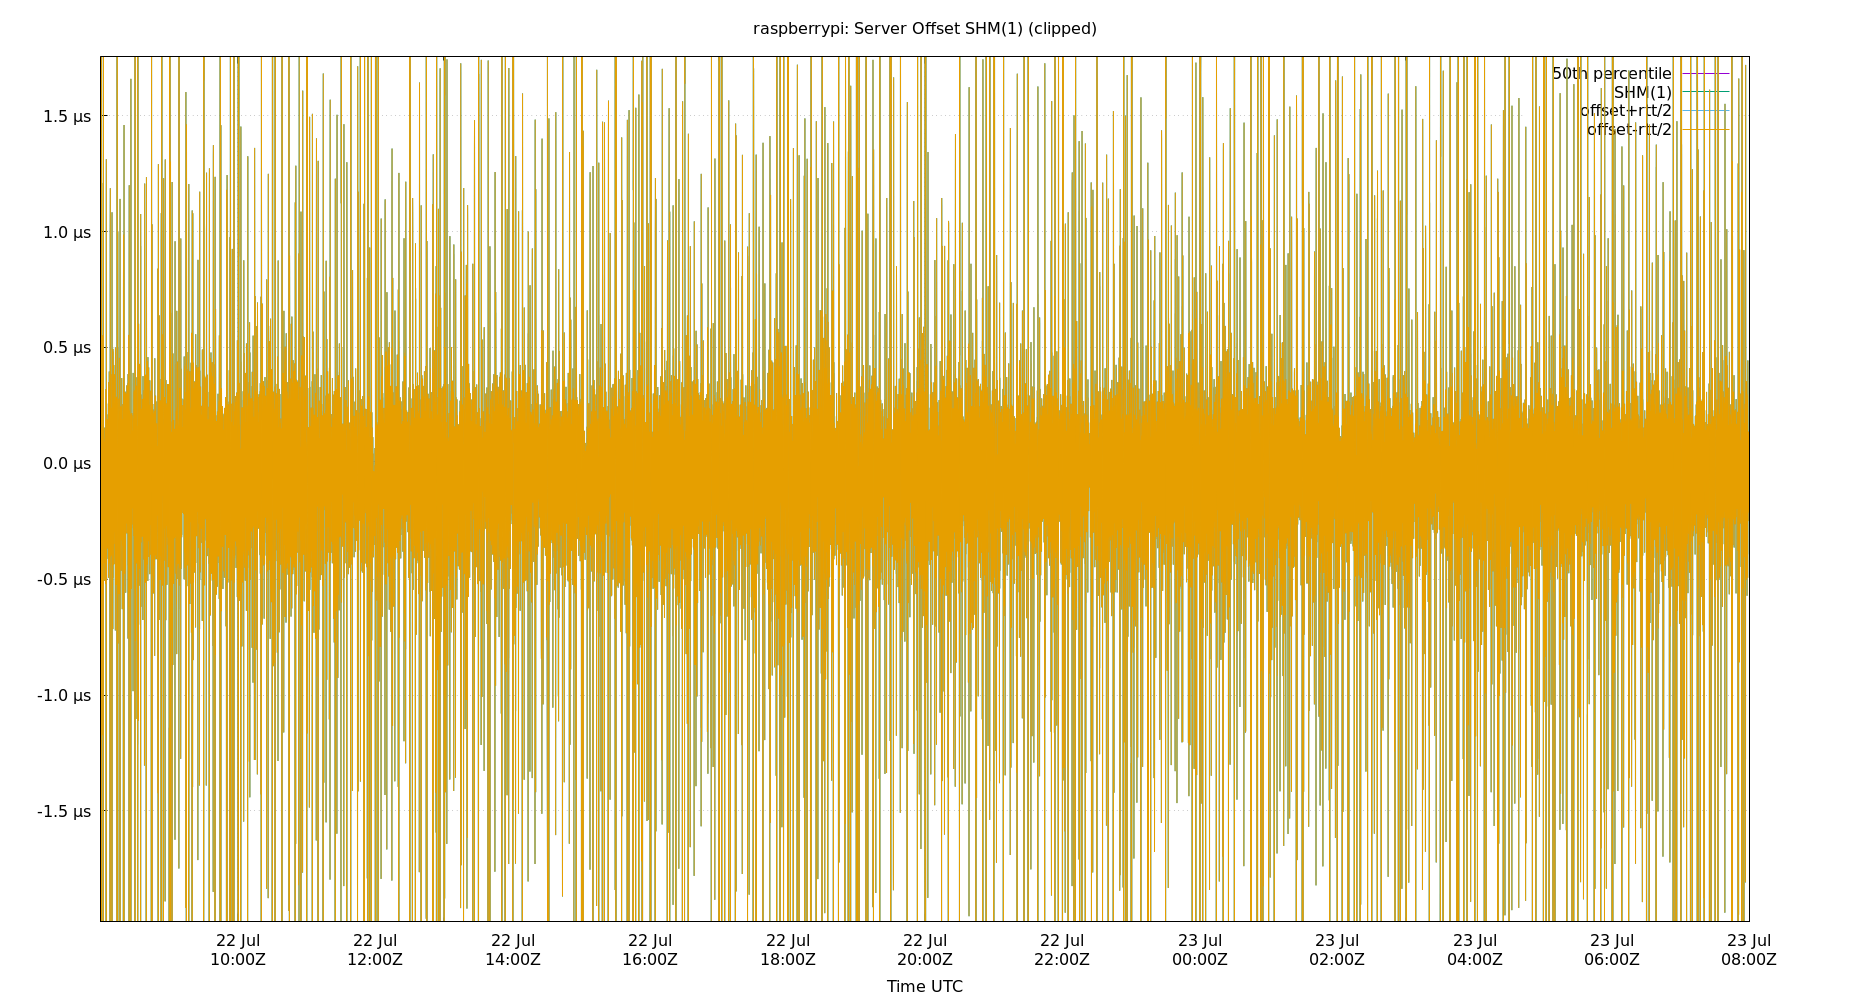 raspberrypi: Server Offset SHM(1) (clipped)
50th percentile
SHM(1)
offset+rtt/2
offset-rtt/2
1.5 µs
1.0 µs
0.5 µs
0.0 µs
-0.5 µs
-1.0 µs
-1.5 µs
22 Jul 22 Jul 22 Jul 22 Jul 22 Jul 22 Jul 22 Jul 23 Jul 23 Jul 23 Jul 23 Jul 23 Jul
10:00Z 12:00Z 14:00Z 16:00Z 18:00Z 20:00Z 22:00Z 00:00Z 02:00Z 04:00Z 06:00Z 08:00Z
Time UTC